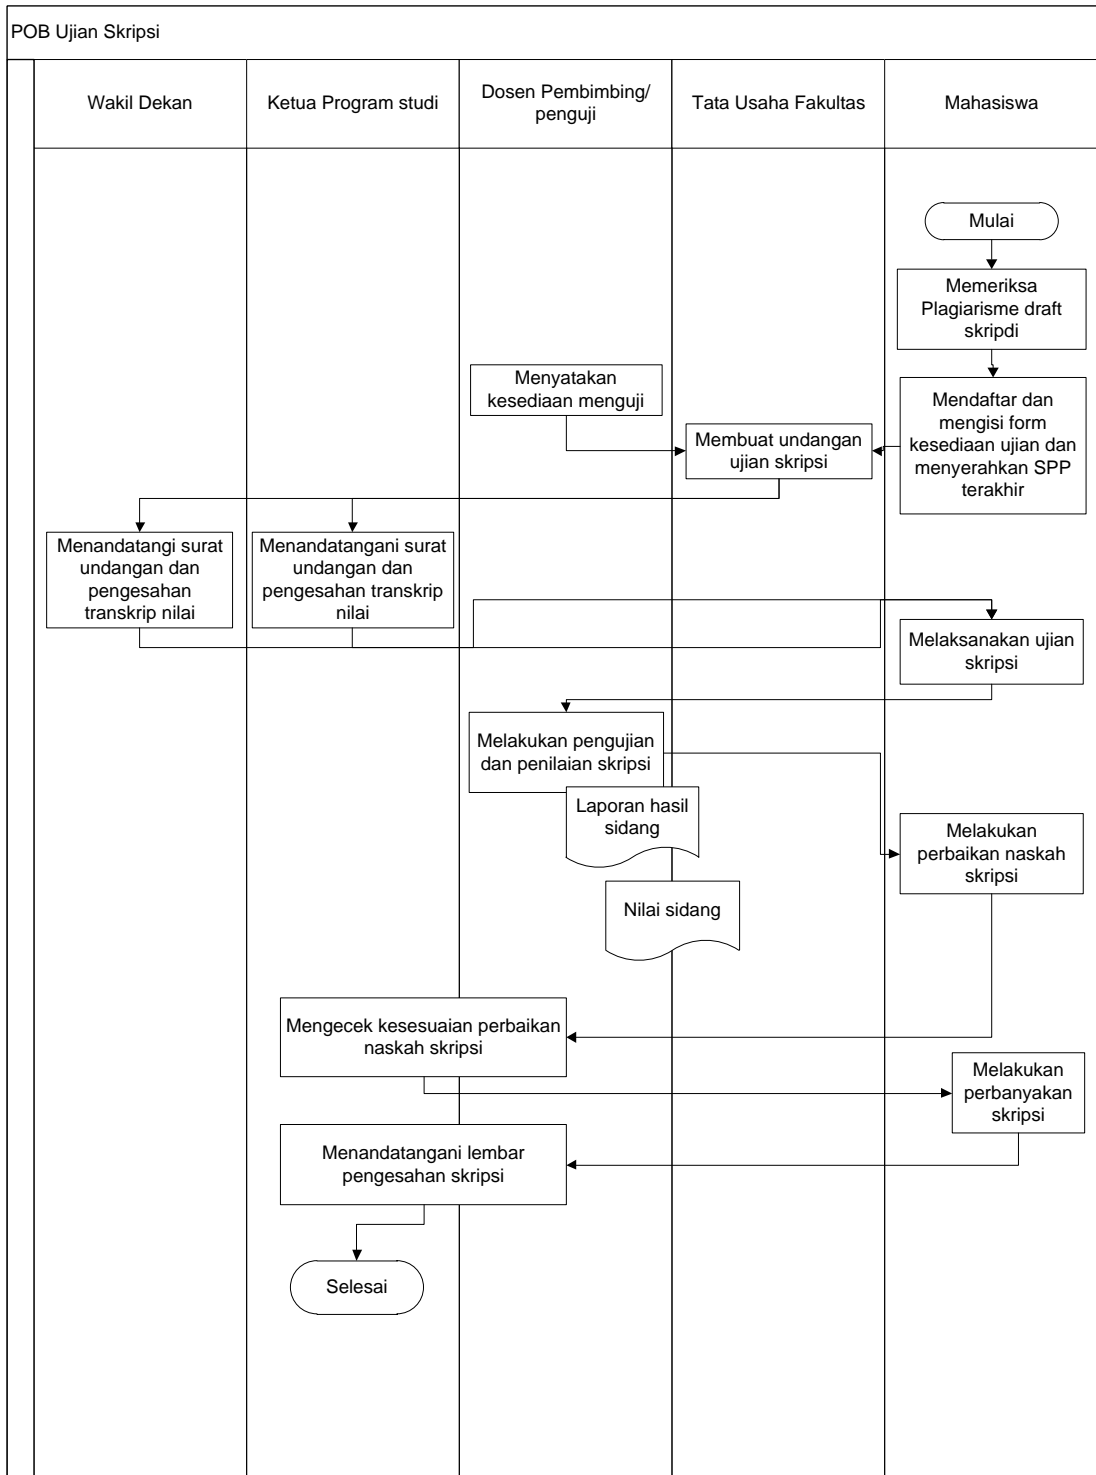 POB Ujian Skripsi
Wakil Dekan
Ketua Program studi
Dosen Pembimbing/
penguji
Tata Usaha Fakultas
Mahasiswa
Mulai
Memeriksa
Plagiarisme draft
skripdi
Menyatakan
kesediaan menguji
Mendaftar dan
mengisi form
kesediaan ujian dan
menyerahkan SPP
terakhir
Membuat undangan
ujian skripsi
Menandatangi surat
undangan dan
pengesahan
transkrip nilai
Menandatangani surat
undangan dan
pengesahan transkrip
nilai
Melaksanakan ujian
skripsi
Melakukan pengujian
dan penilaian skripsi
Laporan hasil
sidang
Melakukan
perbaikan naskah
skripsi
Nilai sidang
Mengecek kesesuaian perbaikan
naskah skripsi
Melakukan
perbanyakan
skripsi
Menandatangani lembar
pengesahan skripsi
Selesai